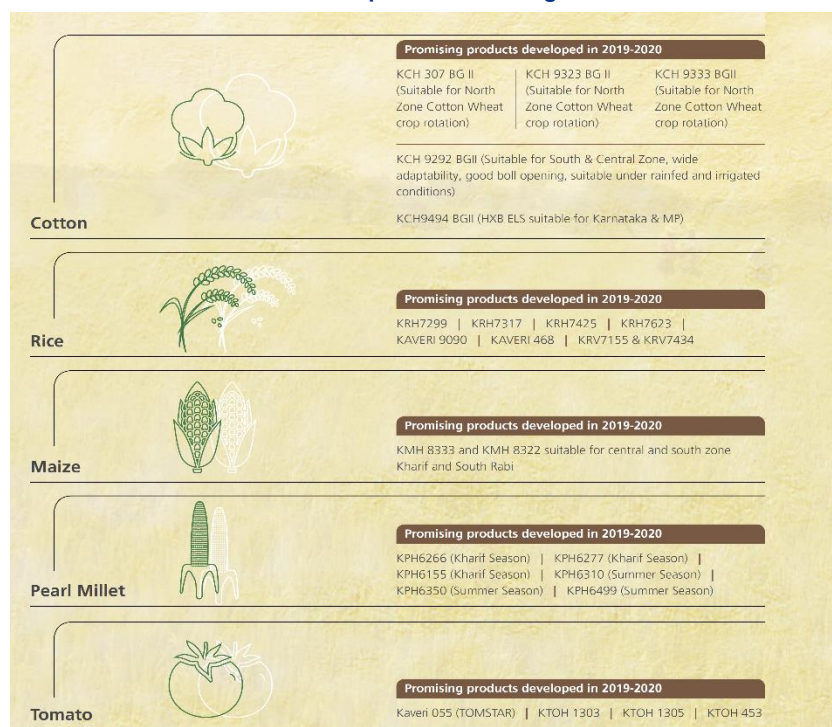 Promising products developed in 2019-2020
KCH 307 BG II
(Suitable for North
Zone Cotton Wheat
crop rotation)
KCH 9323 BG II
(Suitable for North
Zone Cotton Wheat
crop rotation)
KCH 9333 BGII
(Suitable for North
Zone Cotton Wheat
crop rotation)
KCH 9292 BGII (Suitable for South & Central Zone, wide
adaptability, good boll opening, suitable under rainfed and irrigated
conditions)
KCH9494 BGII (HXB ELS suitable for Karnataka & MP)
Cotton
Promising products developed in 2019-2020
KRH7299 | KRH7317 | KRH7425 | KRH7623 |
KAVERI 9090 | KAVERI 468 | KRV7155 & KRV7434
Rice
Promising products developed in 2019-2020
KMH 8333 and KMH 8322 suitable for central and south zone
Kharif and South Rabi
Maize
Promising products developed in 2019-2020
KPH6266 (Kharif Season) | KPH6277 (Kharif Season) |
KPH6155 (Kharif Season) | KPH6310 (Summer Season) |
KPH6350 (Summer Season) | KPH6499 (Summer Season)
Pearl Millet
Promising products developed in 2019-2020
Kaveri 055 (TOMSTAR) | KTOH 1303 | KTOH 1305 | KTOH 453
Tomato